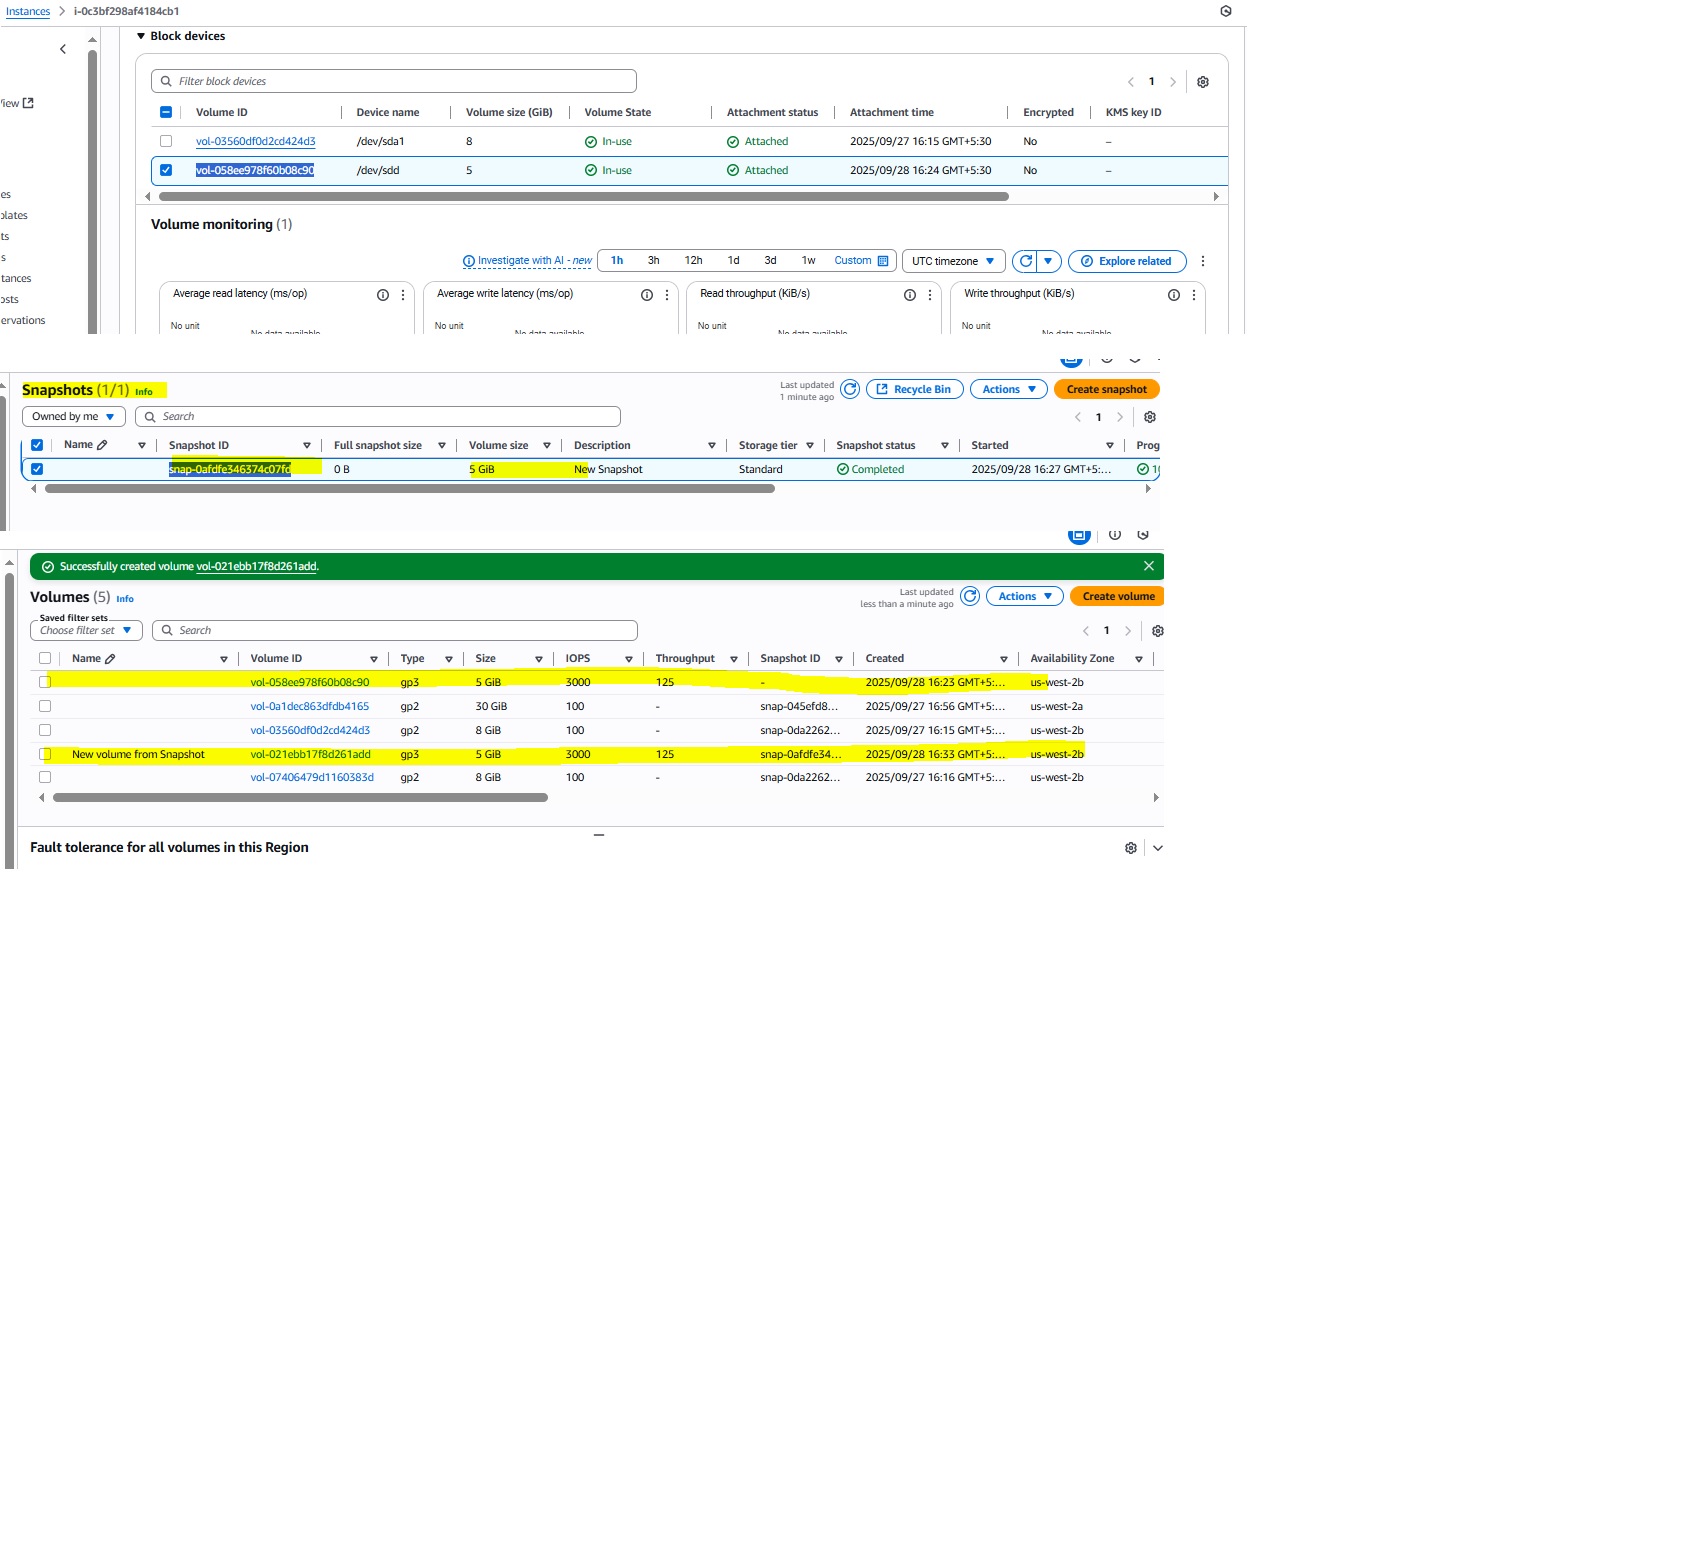 Instances > i-0c3bf298af4184cb1
Block devices
Filter block devices
1
View
Volume ID Device name Volume size (GiB) Volume State Attachment status Attachment time Encrypted KMS key ID
vol-03560df0d2cd424d3 /dev/sda1 8 In-use Attached 2025/09/27 16:15 GMT+5:30 No –
vol-058ee978f60b08c90 /dev/sdd 5 In-use Attached 2025/09/28 16:24 GMT+5:30 No –
es
plates
ts
s
tances
osts
ervations
Volume monitoring (1)
Investigate with AI - new 1h 3h 12h 1d 3d 1w Custom UTC timezone Explore related
Average read latency (ms/op) Average write latency (ms/op) Read throughput (KiB/s) Write throughput (KiB/s)
No unit No unit No unit No unit
No data available No data available No data available No data available
Snapshots (1/1) Info
Last updated
1 minute ago
Recycle Bin Actions Create snapshot
Owned by me Search 1
Name Snapshot ID Full snapshot size Volume size Description Storage tier Snapshot status Started Prog
snap-0afdfe346374c07fd 0 B 5 GiB New Snapshot Standard Completed 2025/09/28 16:27 GMT+5:... 1
Successfully created volume vol-021ebb17f8d261add.
Volumes (5) Info
Last updated
less than a minute ago
Actions Create volume
Saved filter sets
Choose filter set Search 1
Name Volume ID Type Size IOPS Throughput Snapshot ID Created Availability Zone
vol-058ee978f60b08c90 gp3 5 GiB 3000 125 - 2025/09/28 16:23 GMT+5:... us-west-2b
vol-0a1dec863dfdb4165 gp2 30 GiB 100 - snap-045efd8... 2025/09/27 16:56 GMT+5:... us-west-2a
vol-03560df0d2cd424d3 gp2 8 GiB 100 - snap-0da2262... 2025/09/27 16:15 GMT+5:... us-west-2b
New volume from Snapshot vol-021ebb17f8d261add gp3 5 GiB 3000 125 snap-0afdfe34... 2025/09/28 16:33 GMT+5:... us-west-2b
vol-07406479d1160383d gp2 8 GiB 100 - snap-0da2262... 2025/09/27 16:16 GMT+5:... us-west-2b
Fault tolerance for all volumes in this Region